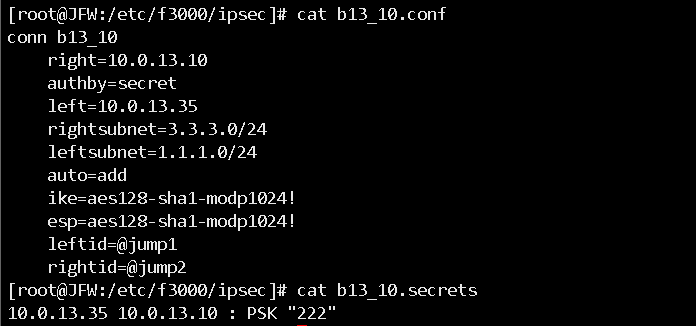 [root@JFW:/etc/f3000/ipsec]# cat b13_10.conf
conn b13_10
    right=10.0.13.10
    authby=secret
    left=10.0.13.35
    rightsubnet=3.3.3.0/24
    leftsubnet=1.1.1.0/24
    auto=add
    ike=aes128-sha1-modp1024!
    esp=aes128-sha1-modp1024!
    leftid=@jump1
    rightid=@jump2
[root@JFW:/etc/f3000/ipsec]# cat b13_10.secrets
10.0.13.35 10.0.13.10 : PSK "222"